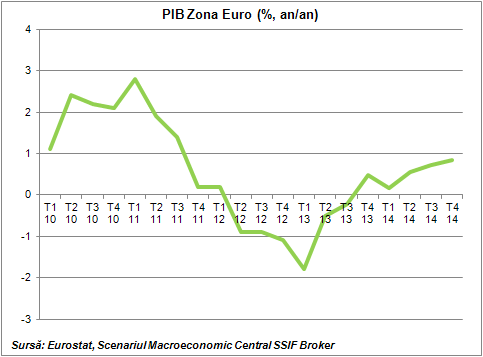 PIB Zona Euro (%, an/an)
4
3
2
1
0
-1
-2
-3
T1 T2 T3 T4 T1 T2 T3 T4 T1 T2 T3 T4 T1 T2 T3 T4 T1 T2 T3 T4
10 10 10 10 11 11 11 11 12 12 12 12 13 13 13 13 14 14 14 14
Sursă: Eurostat, Scenariul Macroeconomic Central SSIF Broker